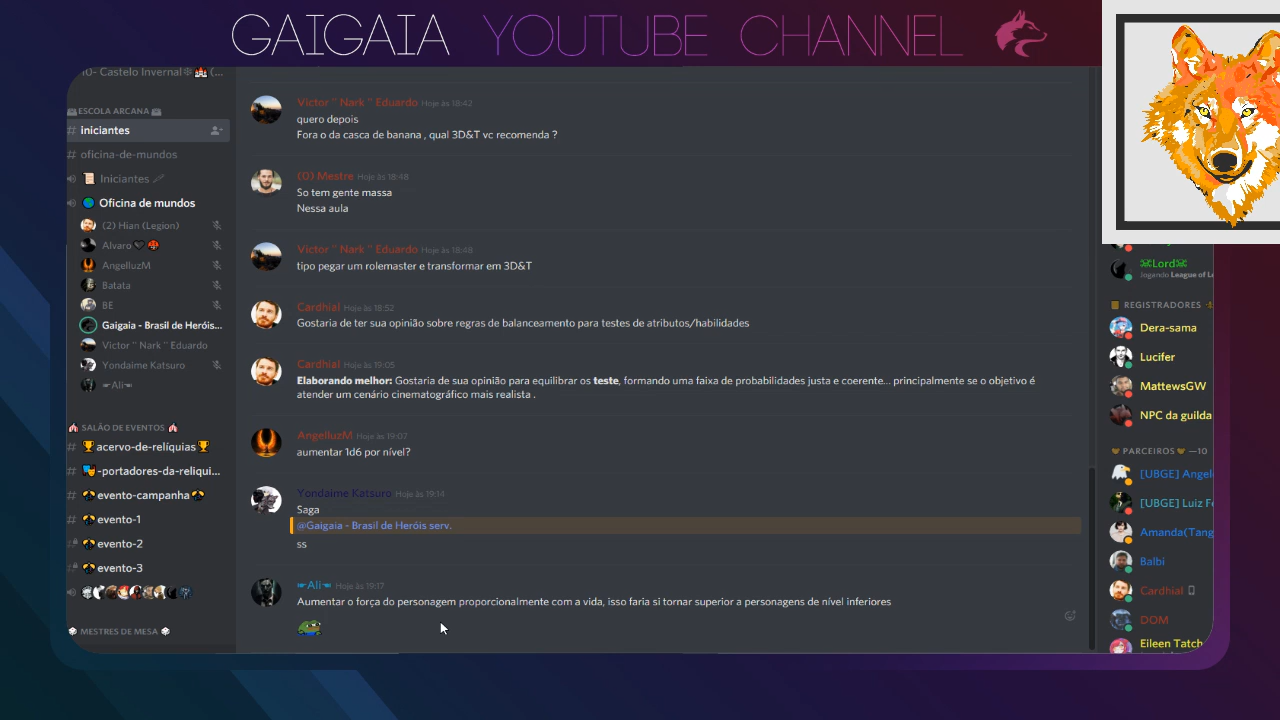 GAIGAIA YOUTUBE CHANNEL
10- Castelo Invernal❄🏰(...
ESCOLA ARCANA
# iniciantes
# oficina-de-mundos
📜 Iniciantes
🌎 Oficina de mundos
(2) Hian (Legion)
Alvaro
AngelluzM
Batata
BE
Gaigaia - Brasil de Heróis...
Victor " Nark " Eduardo
Yondaime Katsuro
☛Ali☚
🎪 SALÃO DE EVENTOS 🎪
# 🏆acervo-de-relíquias🏆
# 🎭-portadores-da-reliqui...
# evento-campanha
# evento-1
# evento-2
# evento-3
🎲 MESTRES DE MESA 🎲
Victor " Nark " Eduardo Hoje às 18:42
quero depois
Fora o da casca de banana , qual 3D&T vc recomenda ?
(O) Mestre Hoje às 18:48
So tem gente massa
Nessa aula
Victor " Nark " Eduardo Hoje às 18:48
tipo pegar um rolemaster e transformar em 3D&T
Cardhial Hoje às 18:52
Gostaria de ter sua opinião sobre regras de balanceamento para testes de atributos/habilidades
Cardhial Hoje às 19:05
Elaborando melhor: Gostaria de sua opinião para equilibrar os teste, formando uma faixa de probabilidades justa e coerente... principalmente se o objetivo é
atender um cenário cinematográfico mais realista .
AngelluzM Hoje às 19:07
aumentar 1d6 por nível?
Yondaime Katsuro Hoje às 19:14
Saga
@Gaigaia - Brasil de Heróis serv.
ss
☛Ali☚ Hoje às 19:17
Aumentar o força do personagem proporcionalmente com a vida, isso faria si tornar superior a personagens de nível inferiores
☠Lord☠
Jogando League of Le
REGISTRADORES
Dera-sama
Lucifer
MattewsGW
NPC da guilda
PARCEIROS —10
[UBGE] Angel
[UBGE] Luiz F
Amanda(Tang
Balbi
Cardhial
DOM
Eileen Tatch